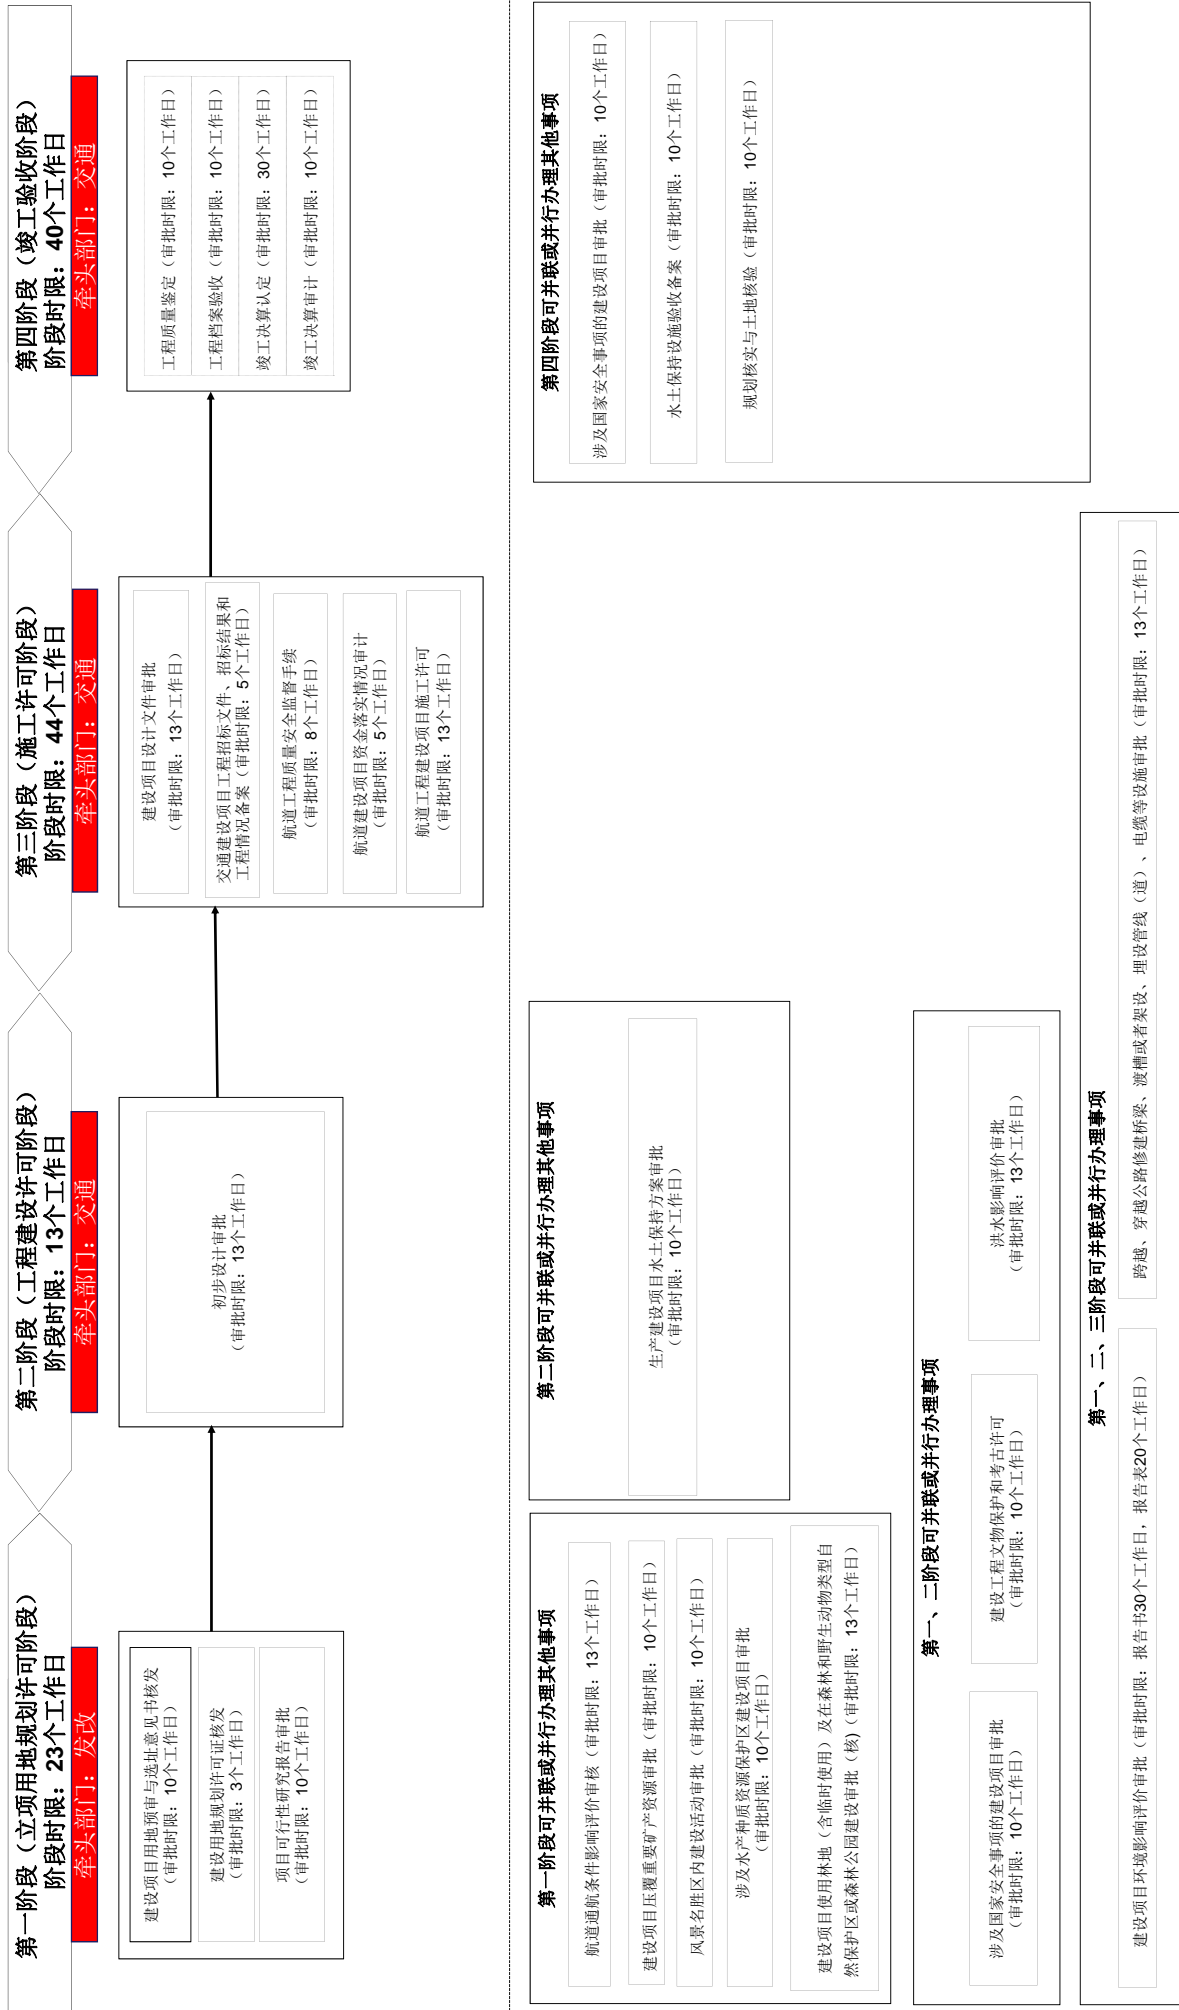 第一阶段（立项用地规划许可阶段）
阶段时限：23个工作日
牵头部门：发改
第二阶段（工程建设许可阶段）
阶段时限：13个工作日
牵头部门：交通
第三阶段（施工许可阶段）
阶段时限：44个工作日
牵头部门：交通
第四阶段（竣工验收阶段）
阶段时限：40个工作日
牵头部门：交通
建设项目用地预审与选址意见书核发
（审批时限：10个工作日）
建设用地规划许可证核发
（审批时限：3个工作日）
项目可行性研究报告审批
（审批时限：10个工作日）
初步设计审批
（审批时限：13个工作日）
建设项目设计文件审批
（审批时限：13个工作日）
交通建设项目工程招标文件、招标结果和
工程情况备案（审批时限：5个工作日）
航道工程质量安全监督手续
（审批时限：8个工作日）
航道建设项目资金落实情况审计
（审批时限：5个工作日）
航道工程建设项目施工许可
（审批时限：13个工作日）
工程质量鉴定（审批时限：10个工作日）
工程档案验收（审批时限：10个工作日）
竣工决算认定（审批时限：30个工作日）
竣工决算审计（审批时限：10个工作日）
第一阶段可并联或并行办理其他事项
航道通航条件影响评价审核（审批时限：13个工作日）
建设项目压覆重要矿产资源审批（审批时限：10个工作日）
风景名胜区内建设活动审批（审批时限：10个工作日）
涉及水产种质资源保护区建设项目审批
（审批时限：10个工作日）
建设项目使用林地（含临时使用）及在森林和野生动物类型自
然保护区或森林公园建设审批（核）（审批时限：13个工作日）
第二阶段可并联或并行办理其他事项
生产建设项目水土保持方案审批
（审批时限：10个工作日）
第四阶段可并联或并行办理其他事项
涉及国家安全事项的建设项目审批（审批时限：10个工作日）
水土保持设施验收备案（审批时限：10个工作日）
规划核实与土地核验（审批时限：10个工作日）
第一、二阶段可并联或并行办理事项
涉及国家安全事项的建设项目审批
（审批时限：10个工作日）
建设工程文物保护和考古许可
（审批时限：10个工作日）
洪水影响评价审批
（审批时限：13个工作日）
第一、二、三阶段可并联或并行办理事项
建设项目环境影响评价审批（审批时限：报告书30个工作日，报告表20个工作日）
跨越、穿越公路修建桥梁、渡槽或者架设、埋设管线（道）、电缆等设施审批（审批时限：13个工作日）